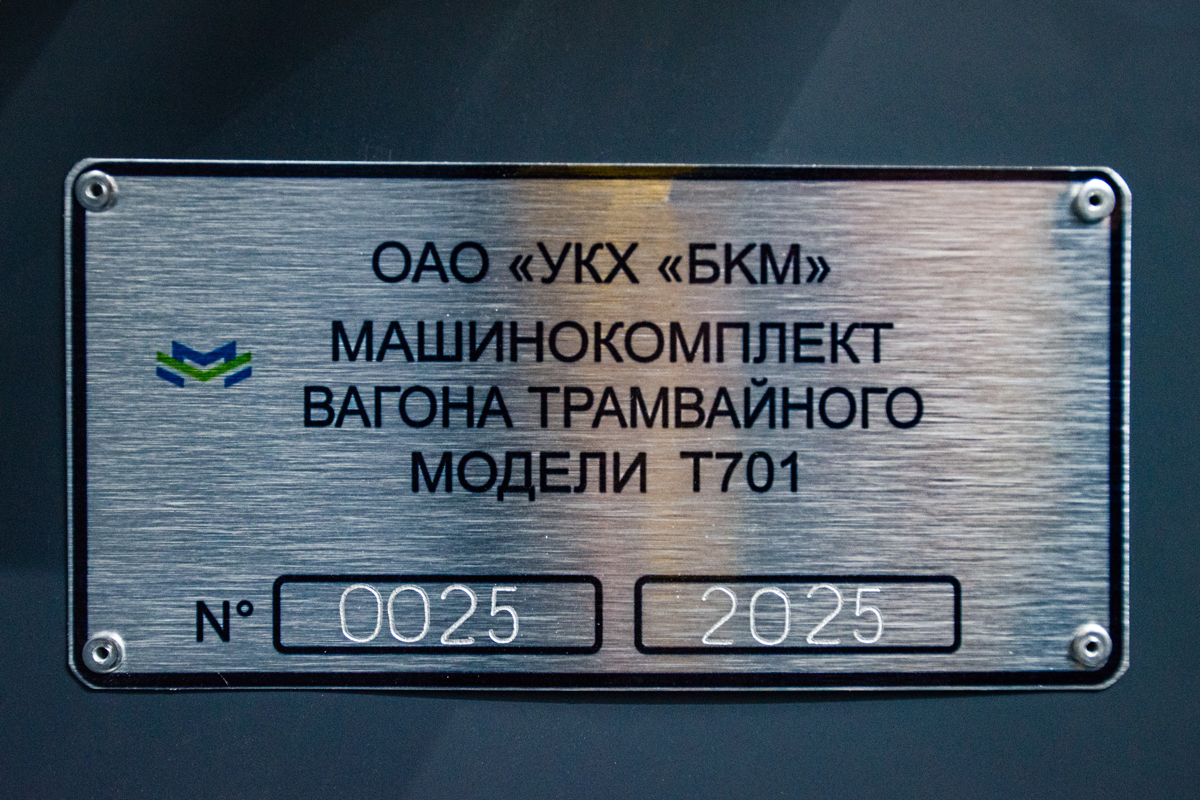 ОАО «УКХ «БКМ»
МАШИНОКОМПЛЕКТ
ВАГОНА ТРАМВАЙНОГО
МОДЕЛИ Т701
N° 0025 2025